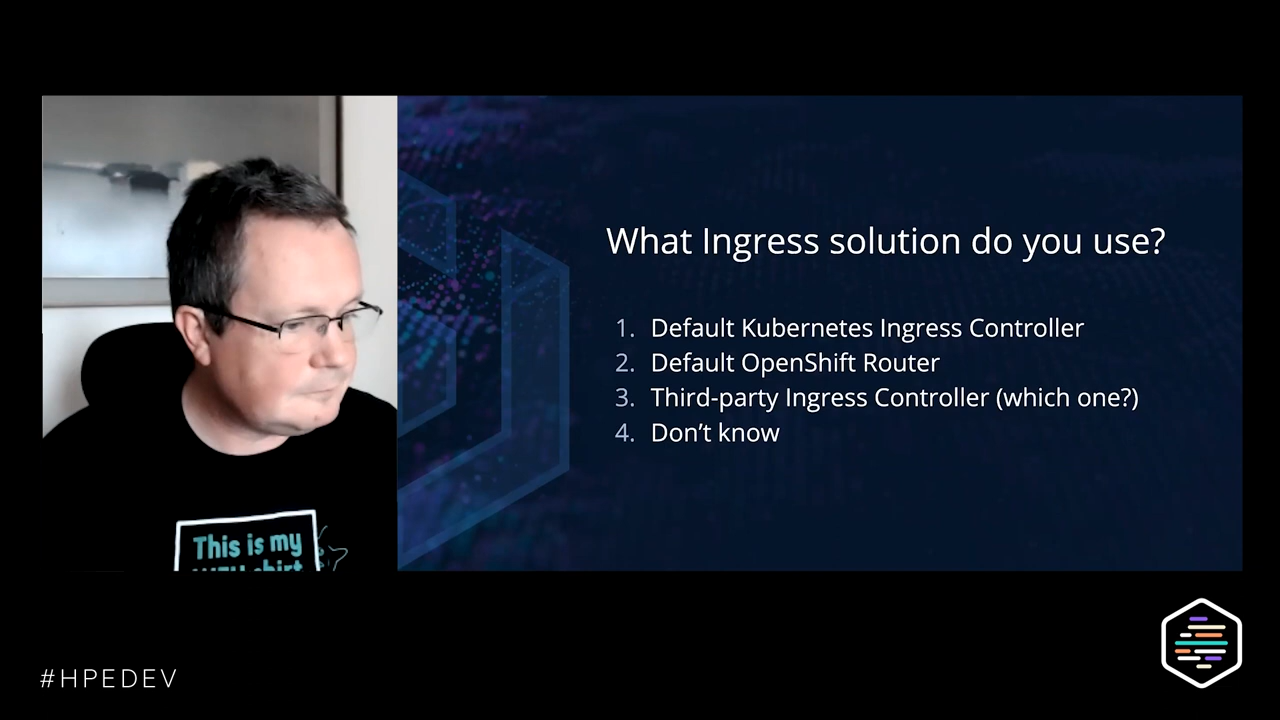 What Ingress solution do you use?
1. Default Kubernetes Ingress Controller
2. Default OpenShift Router
3. Third-party Ingress Controller (which one?)
4. Don’t know
This is my
shirt
#HPEDEV